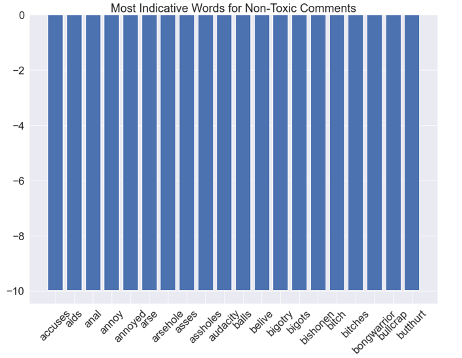 Most Indicative Words for Non-Toxic Comments
0
−2
−4
−6
−8
−10
accuses
aids
anal
annoy
annoyed
arse
arsehole
asses
assholes
audacity
balls
belive
bigotry
bigots
bishonen
bitch
bitches
bongwarrior
bullcrap
butthurt